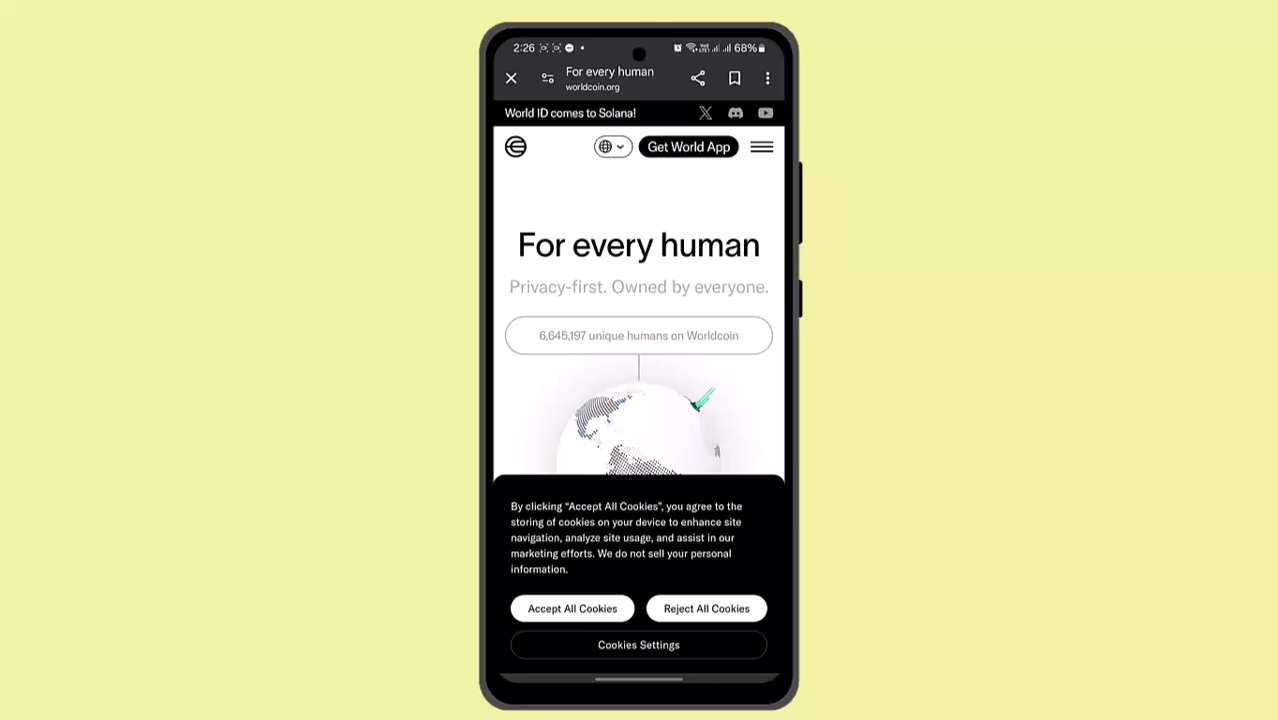 2:26 68%
For every human
worldcoin.org
World ID comes to Solana!
Get World App
For every human
Privacy-first. Owned by everyone.
6,645,197 unique humans on Worldcoin
By clicking “Accept All Cookies”, you agree to the
storing of cookies on your device to enhance site
navigation, analyze site usage, and assist in our
marketing efforts. We do not sell your personal
information.
Accept All Cookies Reject All Cookies
Cookies Settings